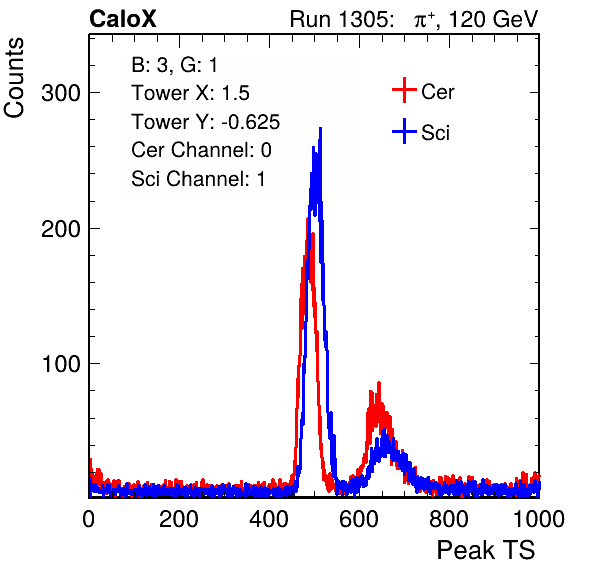 CaloX Run 1305: π⁺, 120 GeV
Counts
B: 3, G: 1
Tower X: 1.5
Tower Y: -0.625
Cer Channel: 0
Sci Channel: 1
Cer
Sci
300
200
100
0 200 400 600 800 1000
Peak TS